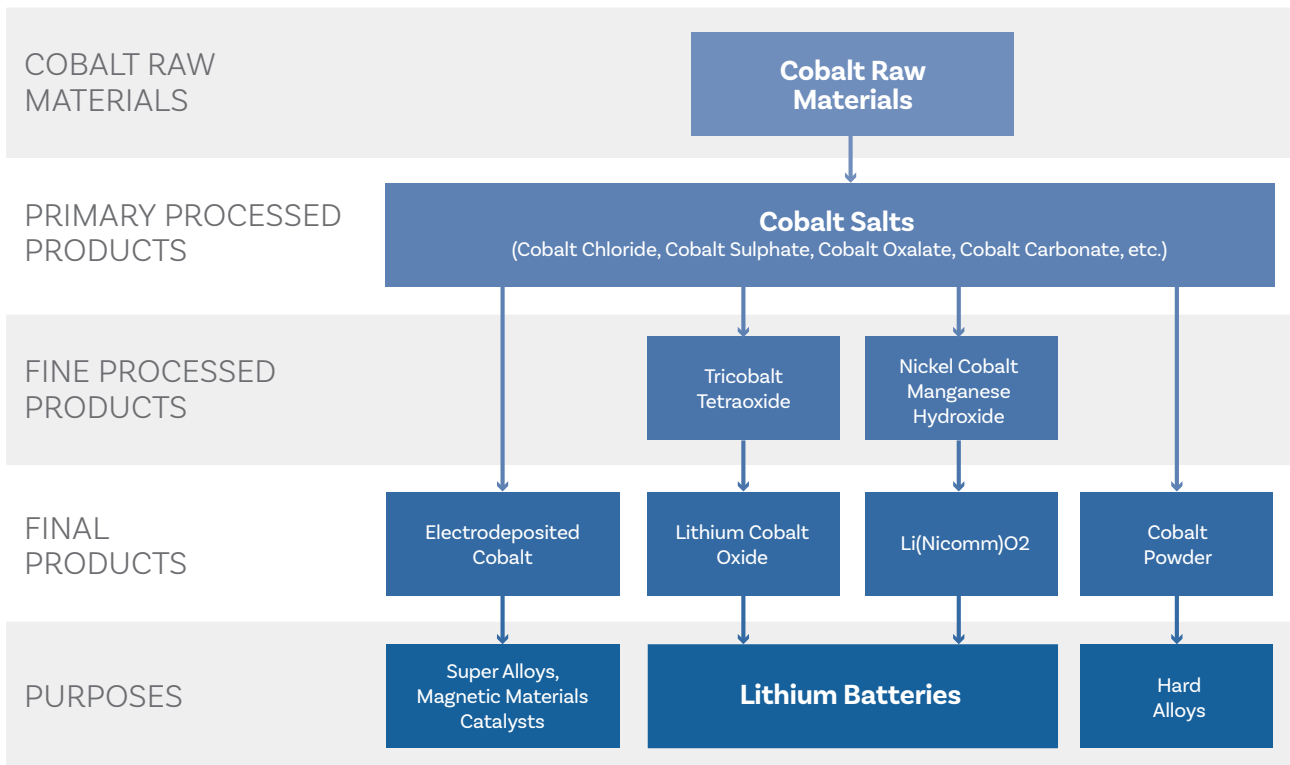 COBALT RAW
MATERIALS
Cobalt Raw
Materials
PRIMARY PROCESSED
PRODUCTS
Cobalt Salts
(Cobalt Chloride, Cobalt Sulphate, Cobalt Oxalate, Cobalt Carbonate, etc.)
FINE PROCESSED
PRODUCTS
Tricobalt
Tetraoxide
Nickel Cobalt
Manganese
Hydroxide
FINAL
PRODUCTS
Electrodeposited
Cobalt
Lithium Cobalt
Oxide
Li(Nicomm)O2
Cobalt
Powder
PURPOSES
Super Alloys,
Magnetic Materials
Catalysts
Lithium Batteries
Hard
Alloys